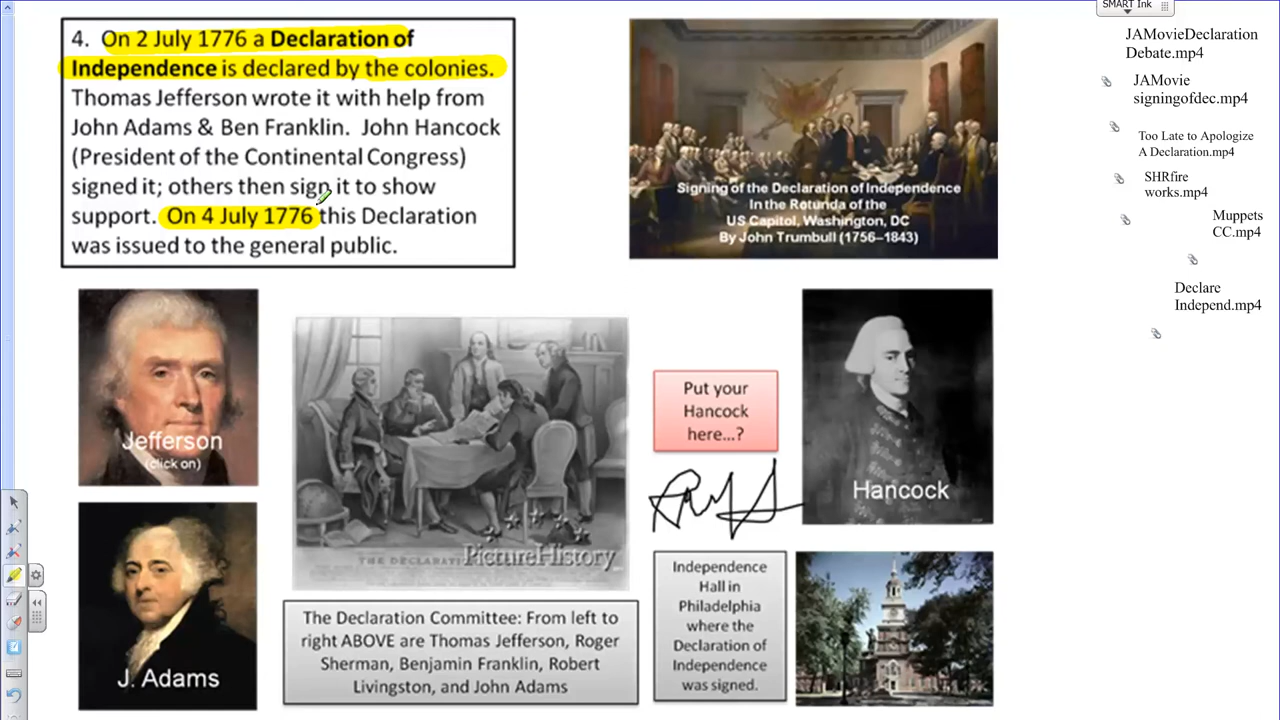 SMART Ink
4. On 2 July 1776 a Declaration of
Independence is declared by the colonies.
Thomas Jefferson wrote it with help from
John Adams & Ben Franklin. John Hancock
(President of the Continental Congress)
signed it; others then sign it to show
support. On 4 July 1776 this Declaration
was issued to the general public.
Signing of the Declaration of Independence
In the Rotunda of the
US Capitol, Washington, DC
By John Trumbull (1756–1843)
JAMovieDeclaration
Debate.mp4
JAMovie
signingofdec.mp4
Too Late to Apologize
A Declaration.mp4
SHRfire
works.mp4
Muppets
CC.mp4
Declare
Independ.mp4
Jefferson
(click on)
THE DECLARATI
PictureHistory
Put your
Hancock
here...?
Hancock
J. Adams
The Declaration Committee: From left to
right ABOVE are Thomas Jefferson, Roger
Sherman, Benjamin Franklin, Robert
Livingston, and John Adams
Independence
Hall in
Philadelphia
where the
Declaration of
Independence
was signed.